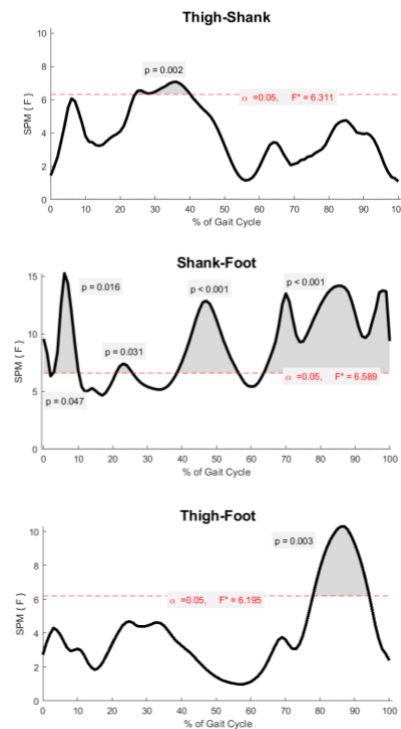 Thigh-Shank
10
8
6
4
2
0
SPM { F }
p = 0.002
α =0.05, F* = 6.311
0 10 20 30 40 50 60 70 80 90 100
% of Gait Cycle
Shank-Foot
15
10
5
0
SPM { F }
p = 0.016
p < 0.001
p < 0.001
p = 0.031
p = 0.047
α =0.05, F* = 6.589
0 10 20 30 40 50 60 70 80 90 100
% of Gait Cycle
Thigh-Foot
10
8
6
4
2
0
SPM { F }
p = 0.003
α =0.05, F* = 6.195
0 10 20 30 40 50 60 70 80 90 100
% of Gait Cycle